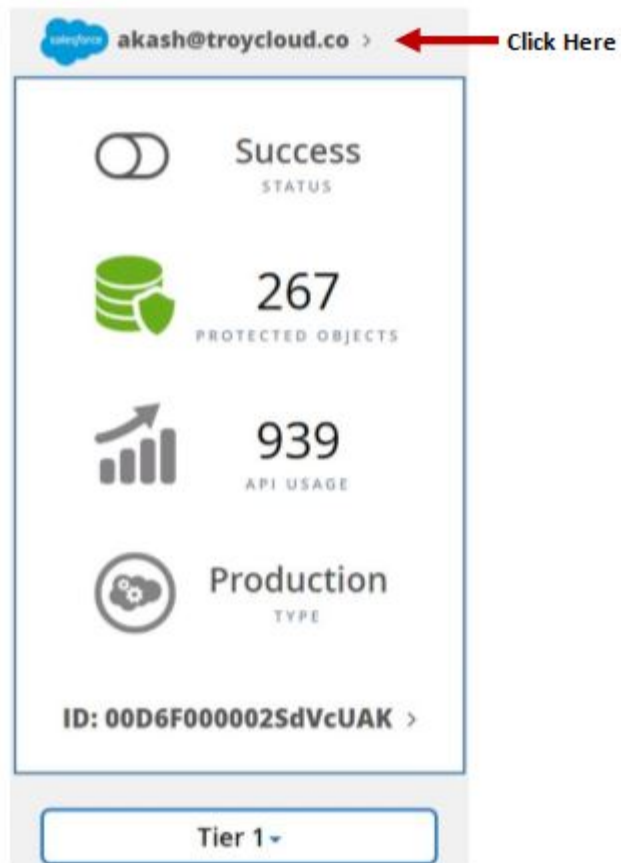 salesforce akash@troycloud.co >
Click Here
Success
STATUS
267
PROTECTED OBJECTS
939
API USAGE
Production
TYPE
ID: 00D6F000002SdVcUAK >
Tier 1